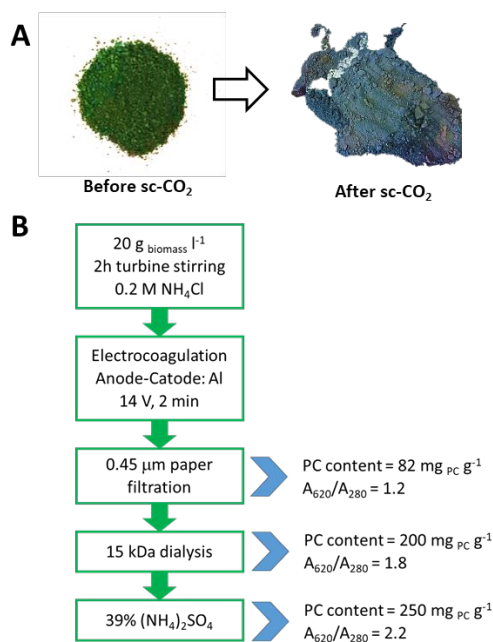 A
Before sc-CO₂
After sc-CO₂
B
20 g biomass l⁻¹
2h turbine stirring
0.2 M NH₄Cl
Electrocoagulation
Anode-Catode: Al
14 V, 2 min
0.45 µm paper
filtration
PC content = 82 mg PC g⁻¹
A₆₂₀/A₂₈₀ = 1.2
15 kDa dialysis
PC content = 200 mg PC g⁻¹
A₆₂₀/A₂₈₀ = 1.8
39% (NH₄)₂SO₄
PC content = 250 mg PC g⁻¹
A₆₂₀/A₂₈₀ = 2.2